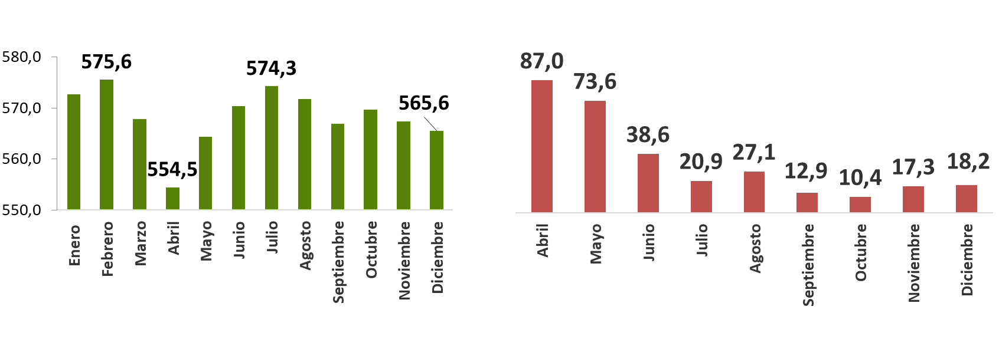 580,0
570,0
560,0
550,0
575,6
554,5
574,3
565,6
Enero
Febrero
Marzo
Abril
Mayo
Junio
Julio
Agosto
Septiembre
Octubre
Noviembre
Diciembre
87,0
73,6
38,6
20,9
27,1
12,9
10,4
17,3
18,2
Abril
Mayo
Junio
Julio
Agosto
Septiembre
Octubre
Noviembre
Diciembre